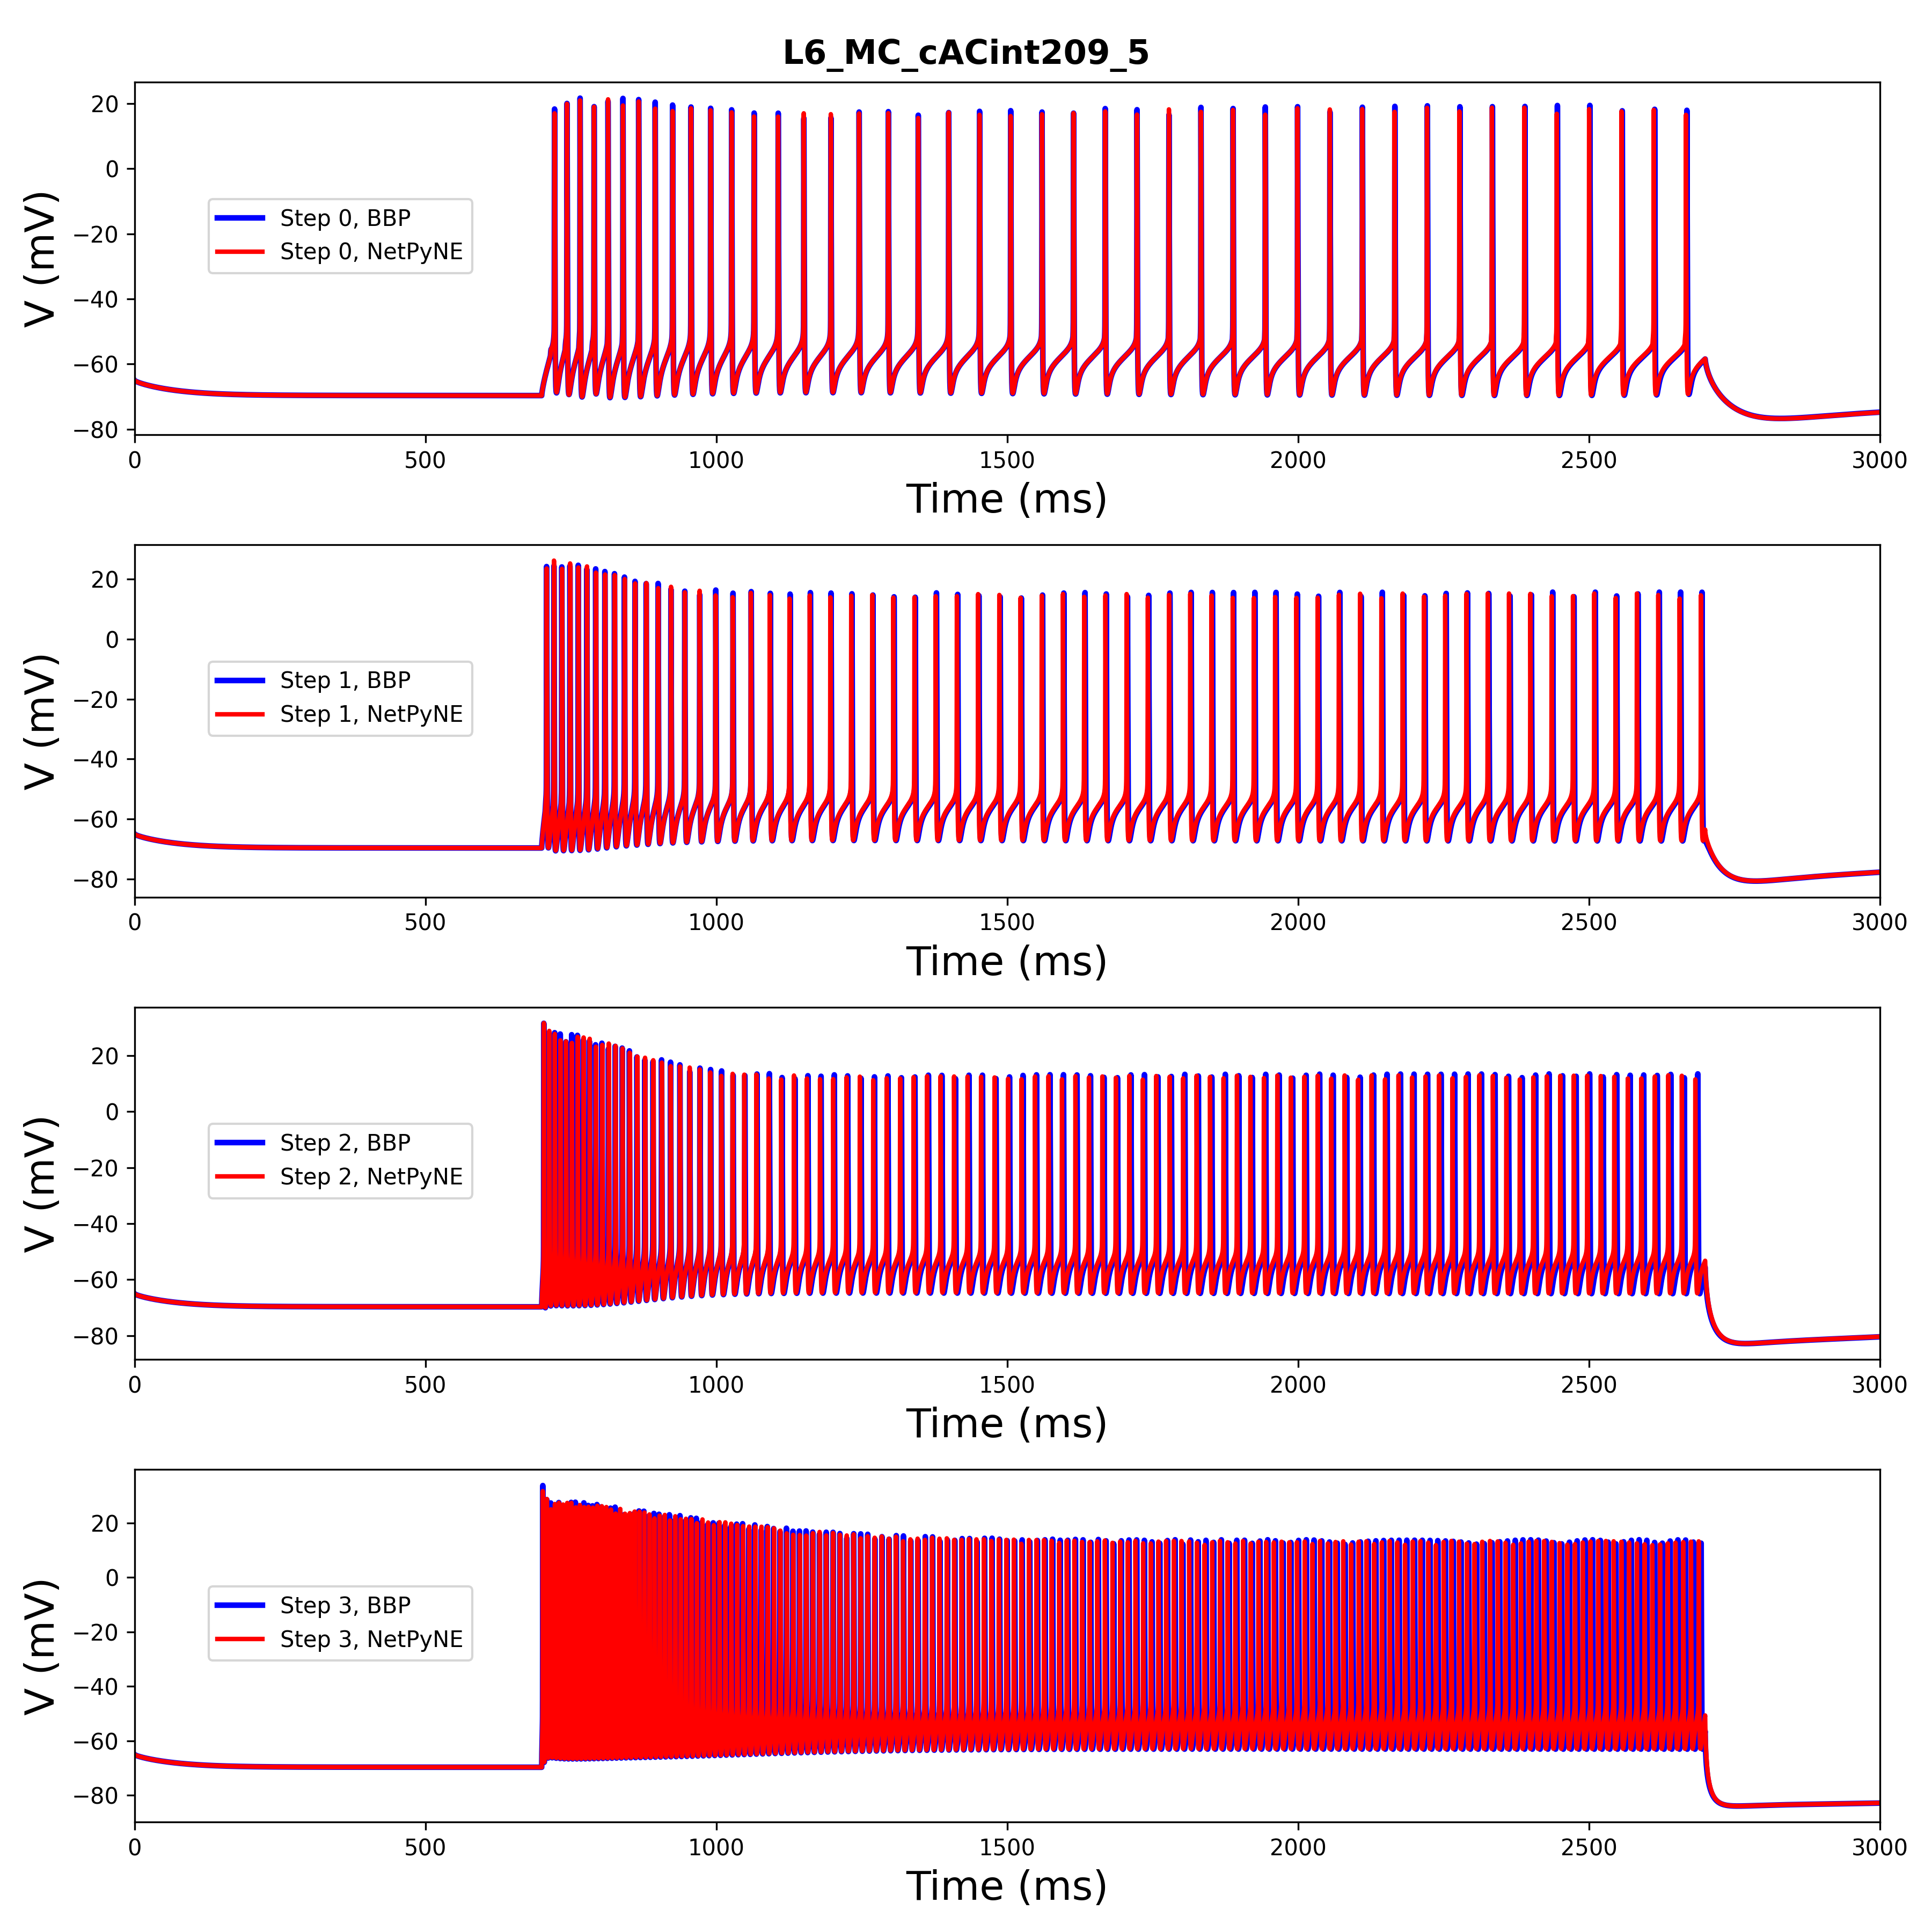 L6_MC_cACint209_5
V (mV)
20
0
−20
−40
−60
−80
Step 0, BBP
Step 0, NetPyNE
0 500 1000 1500 2000 2500 3000
Time (ms)
V (mV)
20
0
−20
−40
−60
−80
Step 1, BBP
Step 1, NetPyNE
0 500 1000 1500 2000 2500 3000
Time (ms)
V (mV)
20
0
−20
−40
−60
−80
Step 2, BBP
Step 2, NetPyNE
0 500 1000 1500 2000 2500 3000
Time (ms)
V (mV)
20
0
−20
−40
−60
−80
Step 3, BBP
Step 3, NetPyNE
0 500 1000 1500 2000 2500 3000
Time (ms)